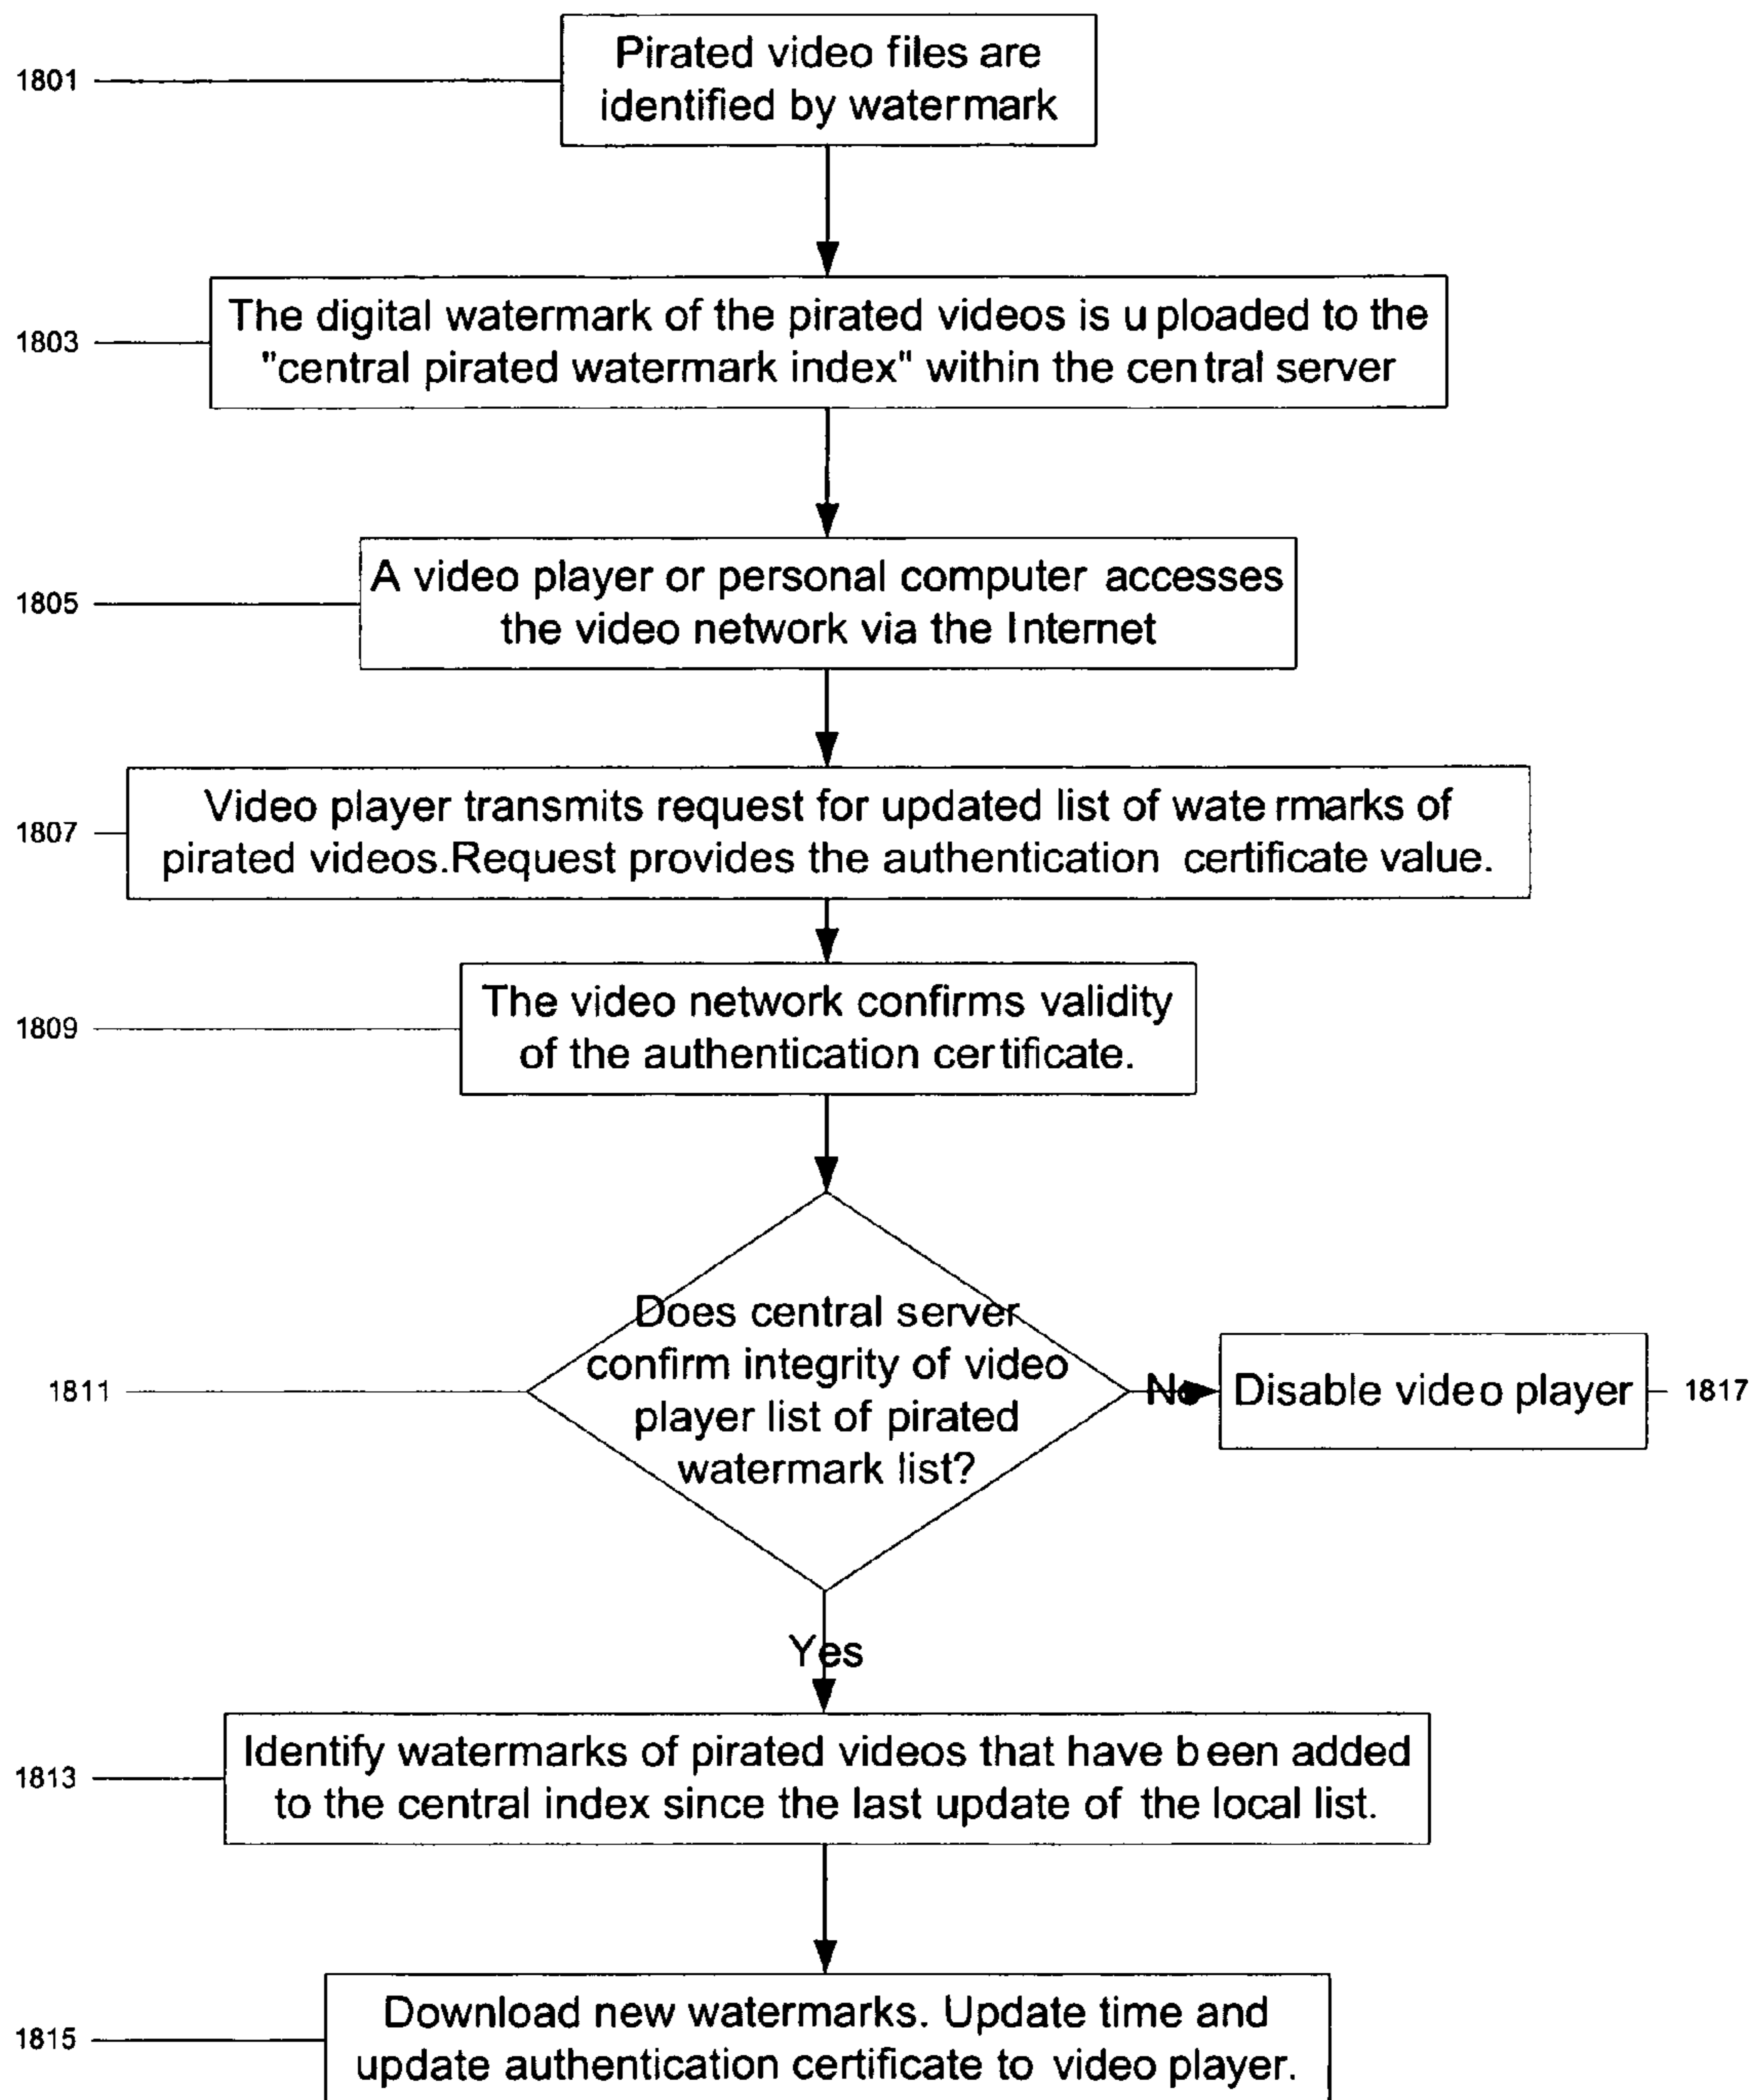 1801
Pirated video files are
identified by watermark
1803
The digital watermark of the pirated videos is uploaded to the
"central pirated watermark index" within the central server
1805
A video player or personal computer accesses
the video network via the Internet
1807
Video player transmits request for updated list of watermarks of
pirated videos.Request provides the authentication certificate value.
1809
The video network confirms validity
of the authentication certificate.
1811
Does central server
confirm integrity of video
player list of pirated
watermark list?
No
Disable video player
1817
Yes
1813
Identify watermarks of pirated videos that have been added
to the central index since the last update of the local list.
1815
Download new watermarks. Update time and
update authentication certificate to video player.